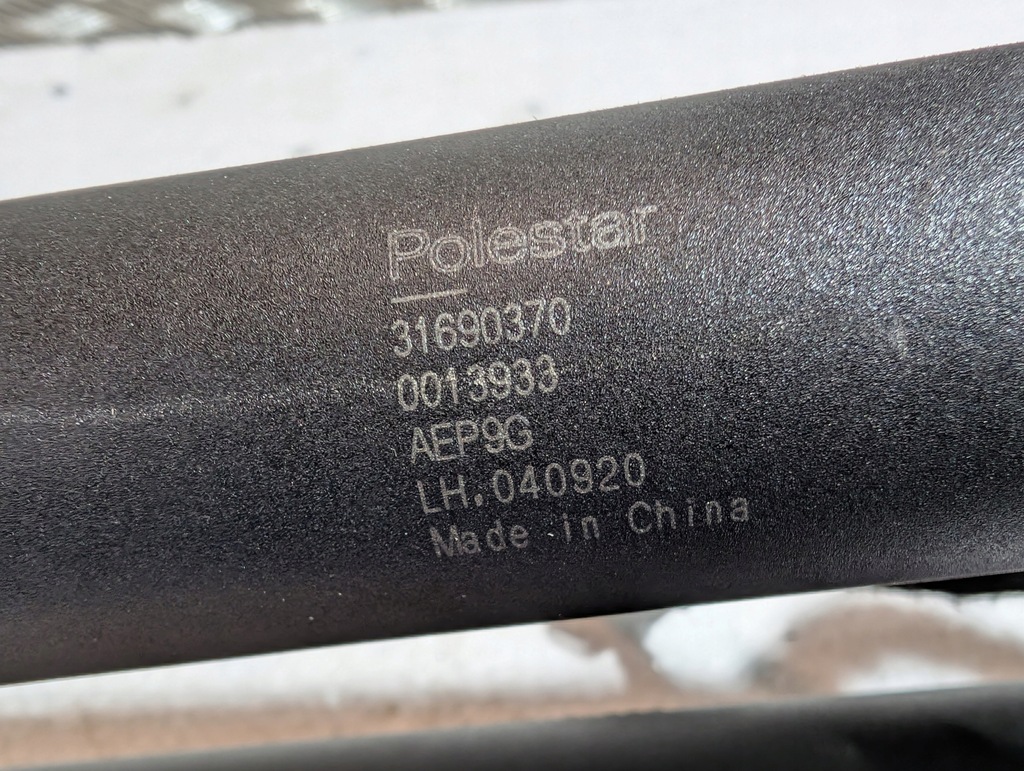 Polestar
31690370
0013933
AEP9G
LH.040920
Made in China